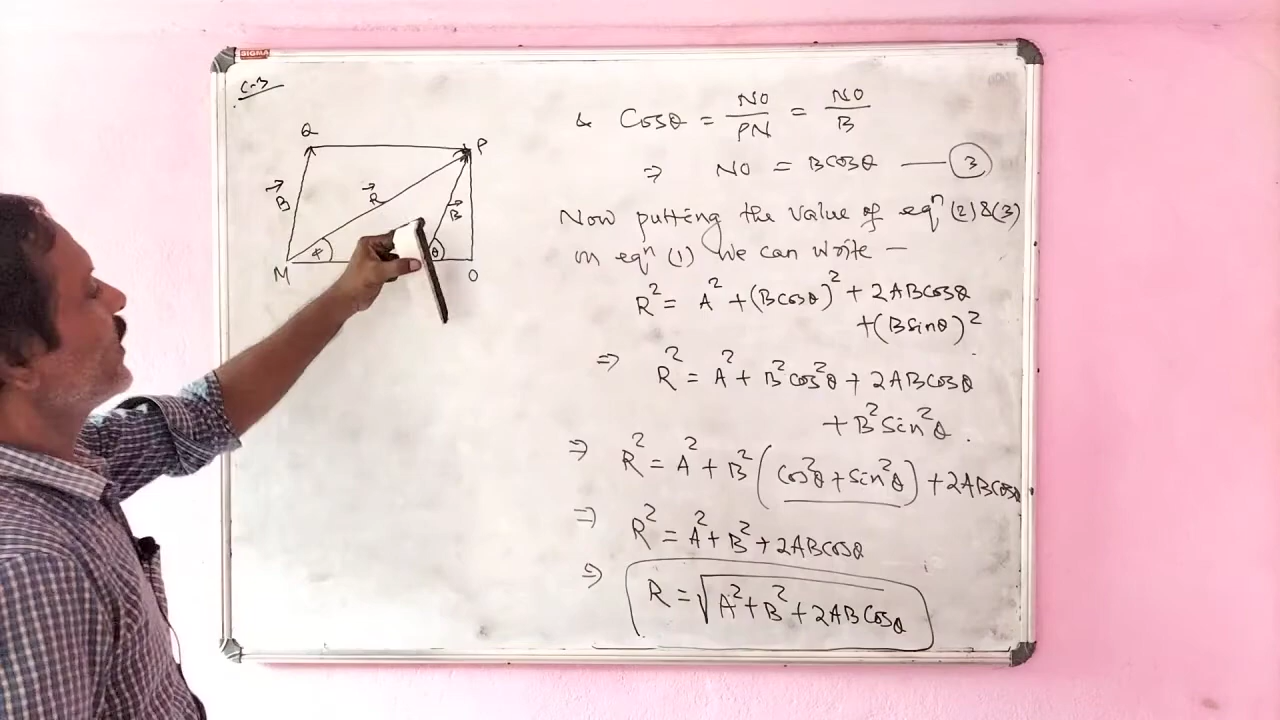 SIGMA
C-3
Q
P
B
R
B
α
θ
M
O
& Cosθ = NO/PN = NO/B
⇒ NO = Bcosθ — (3)
Now putting the value of eqⁿ (2)&(3)
in eqⁿ (1) we can write —
R² = A² + (Bcosθ)² + 2ABcosθ
+(Bsinθ)²
⇒ R² = A² + B²cos²θ + 2ABcosθ
+ B²Sin²θ.
⇒ R² = A² + B² (cos²θ + sin²θ) + 2ABcosθ
⇒ R² = A² + B² + 2ABcosθ
⇒ R = √A² + B² + 2ABCosθ